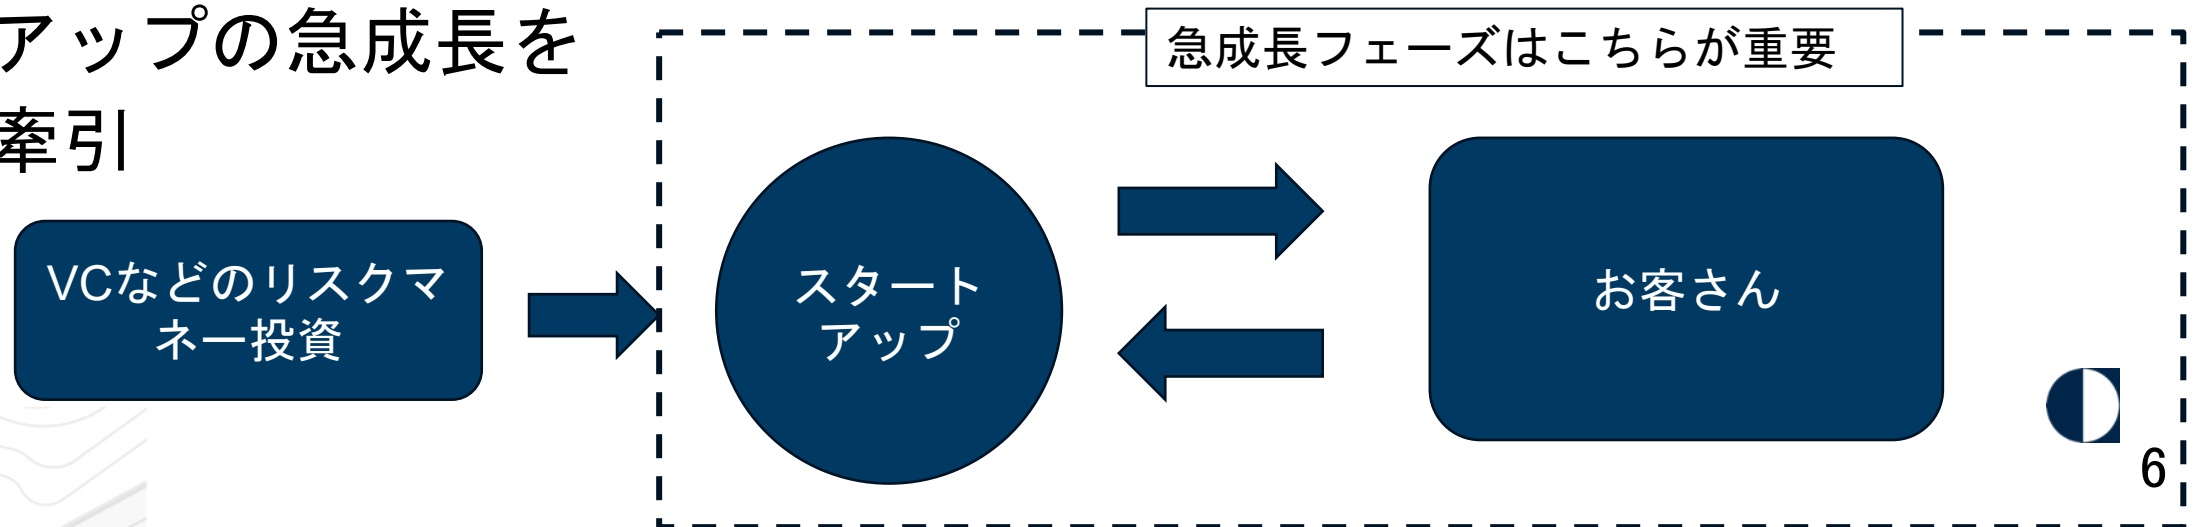 アップの急成長を
牽引
急成長フェーズはこちらが重要
VCなどのリスクマ
ネー投資
スタート
アップ
お客さん
6